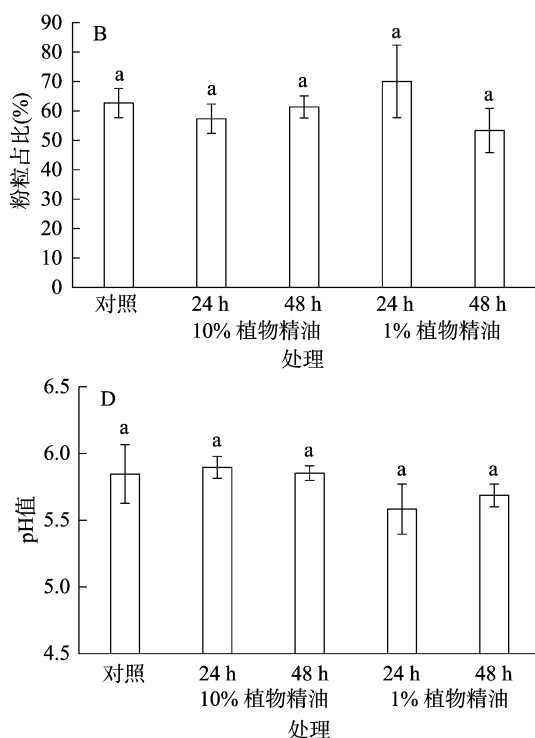 B
粉粒占比(%)
90
80
70
60
50
40
30
20
10
0
a
a
a
a
a
对照
24 h
48 h
24 h
48 h
10% 植物精油
1% 植物精油
处理
D
pH值
6.5
6.0
5.5
5.0
4.5
a
a
a
a
a
对照
24 h
48 h
24 h
48 h
10% 植物精油
1% 植物精油
处理